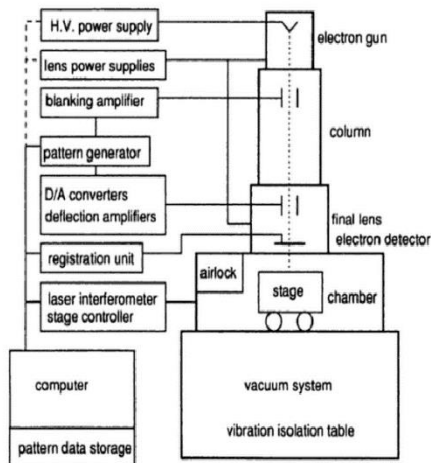 H.V. power supply
electron gun
lens power supplies
blanking amplifier
column
pattern generator
D/A converters
deflection amplifiers
final lens
electron detector
registration unit
airlock
laser interferometer
stage controller
stage
chamber
computer
vacuum system
vibration isolation table
pattern data storage